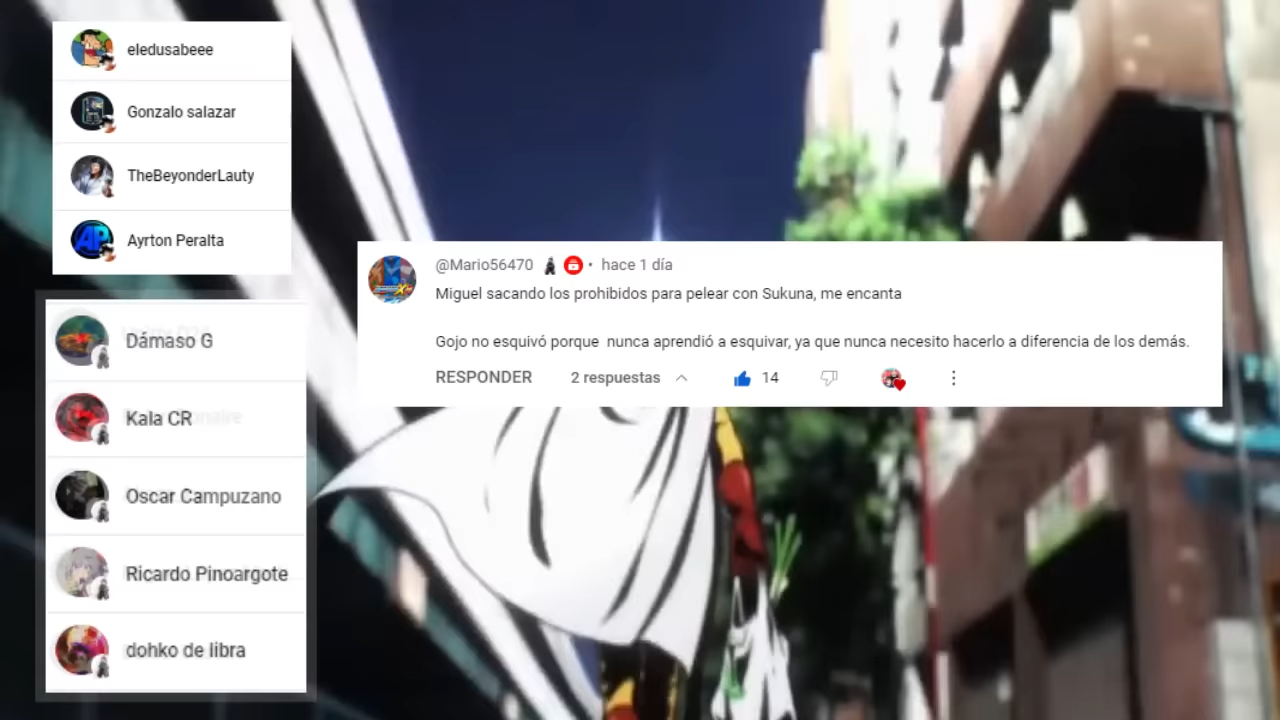 eledusabeee
Gonzalo salazar
TheBeyonderLauty
Ayrton Peralta
Dámaso G
Kala CR
Oscar Campuzano
Ricardo Pinoargote
dohko de libra
@Mario56470 • hace 1 día
Miguel sacando los prohibidos para pelear con Sukuna, me encanta
Gojo no esquivó porque nunca aprendió a esquivar, ya que nunca necesito hacerlo a diferencia de los demás.
RESPONDER 2 respuestas 14